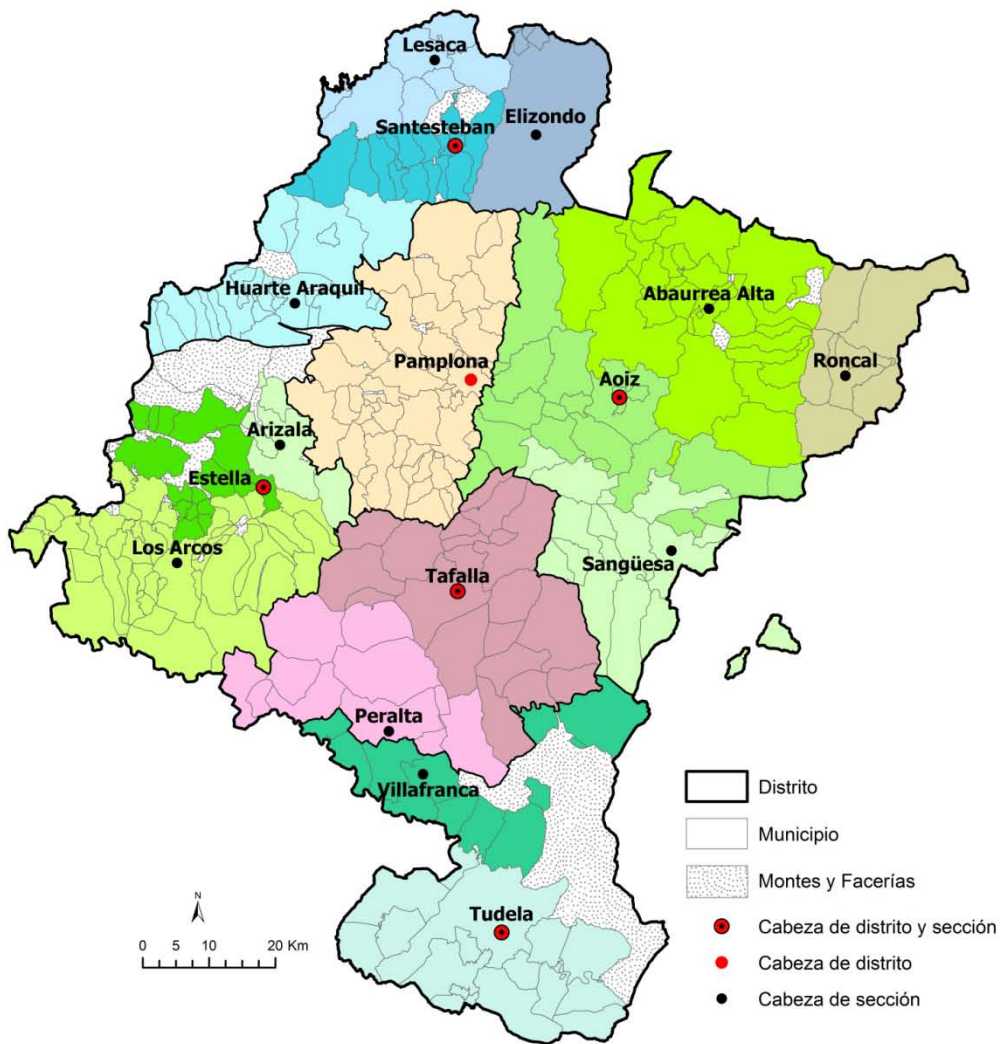 Lesaca
Elizondo
Santesteban
Huarte Araquil
Abaurrea Alta
Pamplona
Aoiz
Roncal
Arizala
Estella
Los Arcos
Sangüesa
Tafalla
Peralta
Villafranca
Tudela
Distrito
Municipio
Montes y Facerías
Cabeza de distrito y sección
Cabeza de distrito
Cabeza de sección
N
0 5 10 20 Km